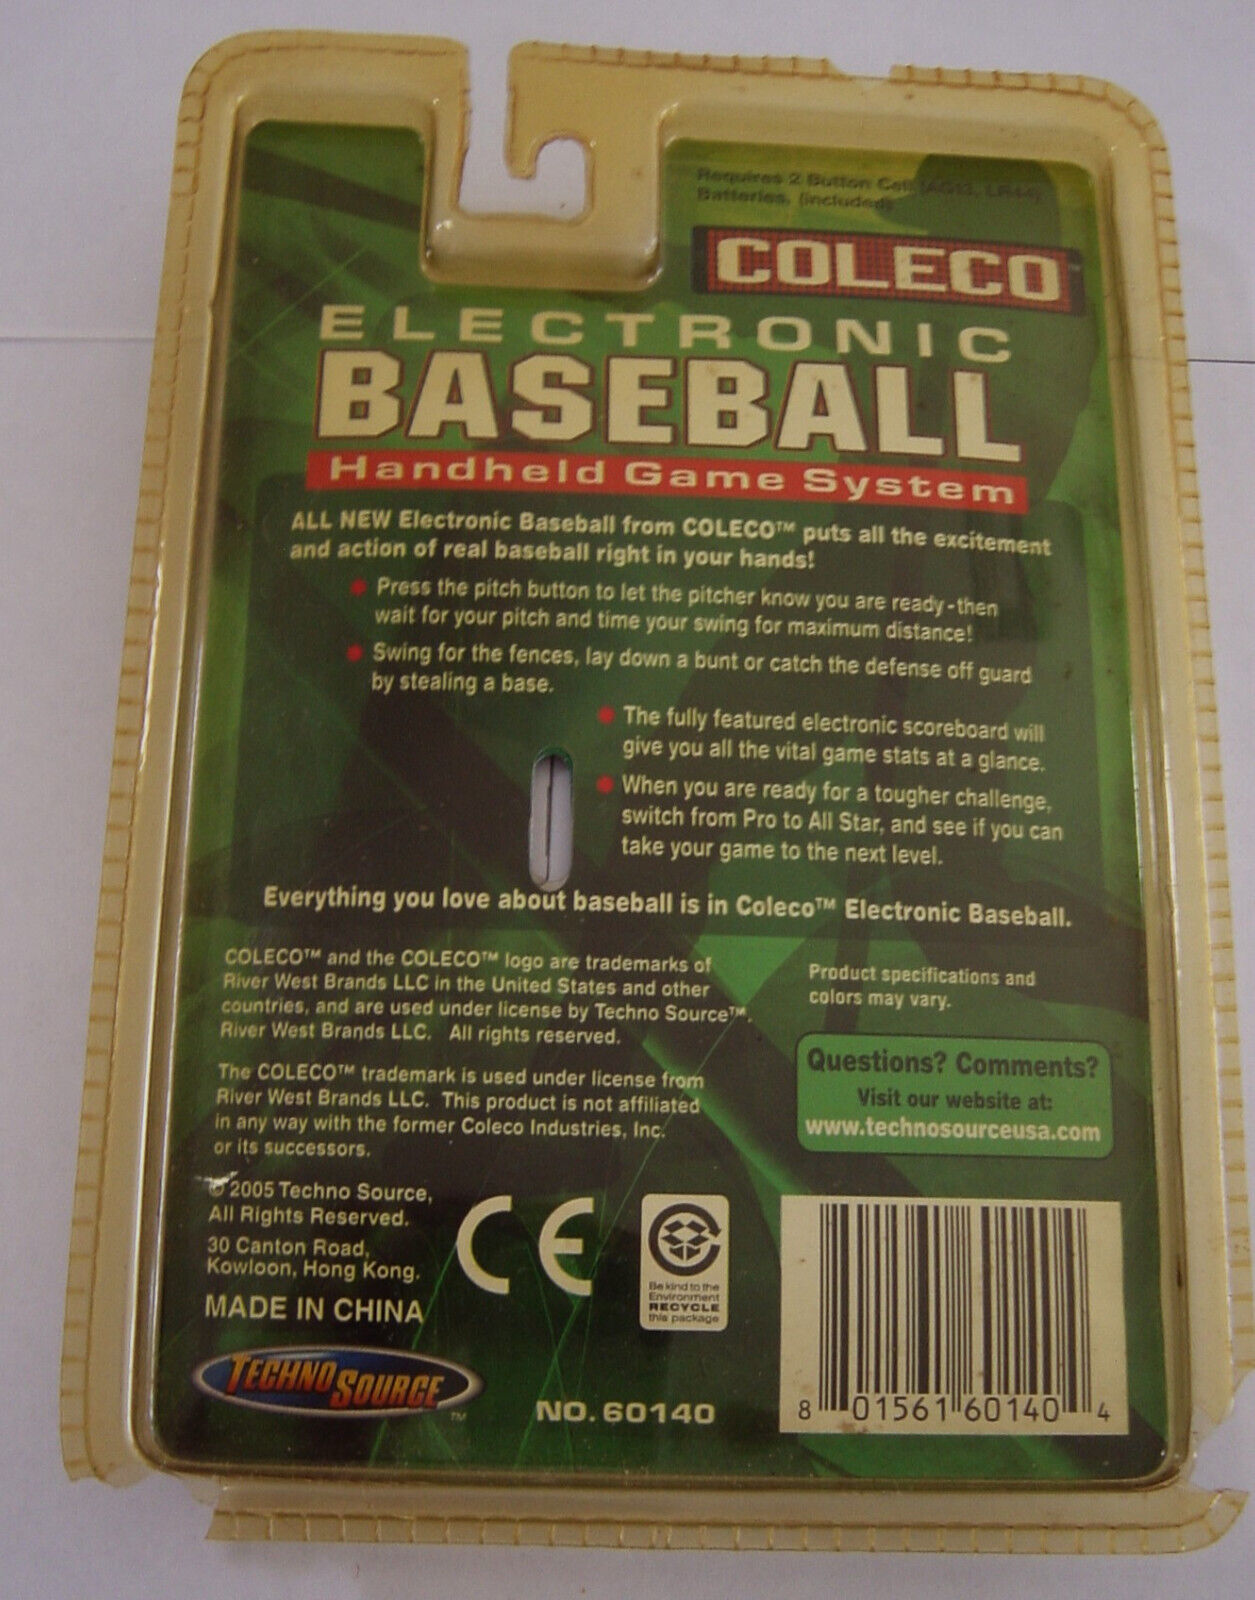 Requires 2 Button Cell (AG13, LR44)
Batteries, (included)
COLECO
ELECTRONIC
BASEBALL
Handheld Game System
ALL NEW Electronic Baseball from COLECO™ puts all the excitement
and action of real baseball right in your hands!
Press the pitch button to let the pitcher know you are ready-then
wait for your pitch and time your swing for maximum distance!
Swing for the fences, lay down a bunt or catch the defense off guard
by stealing a base.
The fully featured electronic scoreboard will
give you all the vital game stats at a glance.
When you are ready for a tougher challenge,
switch from Pro to All Star, and see if you can
take your game to the next level.
Everything you love about baseball is in Coleco™ Electronic Baseball.
COLECO™ and the COLECO™ logo are trademarks of
River West Brands LLC in the United States and other
countries, and are used under license by Techno Source™.
River West Brands LLC. All rights reserved.
The COLECO™ trademark is used under license from
River West Brands LLC. This product is not affiliated
in any way with the former Coleco Industries, Inc.
or its successors.
Product specifications and
colors may vary.
Questions? Comments?
Visit our website at:
www.technosourceusa.com
© 2005 Techno Source,
All Rights Reserved.
30 Canton Road,
Kowloon, Hong Kong.
MADE IN CHINA
CE
Be kind to the
Environment
RECYCLE
this package
TECHNO SOURCE™
NO. 60140
8 01561 60140 4